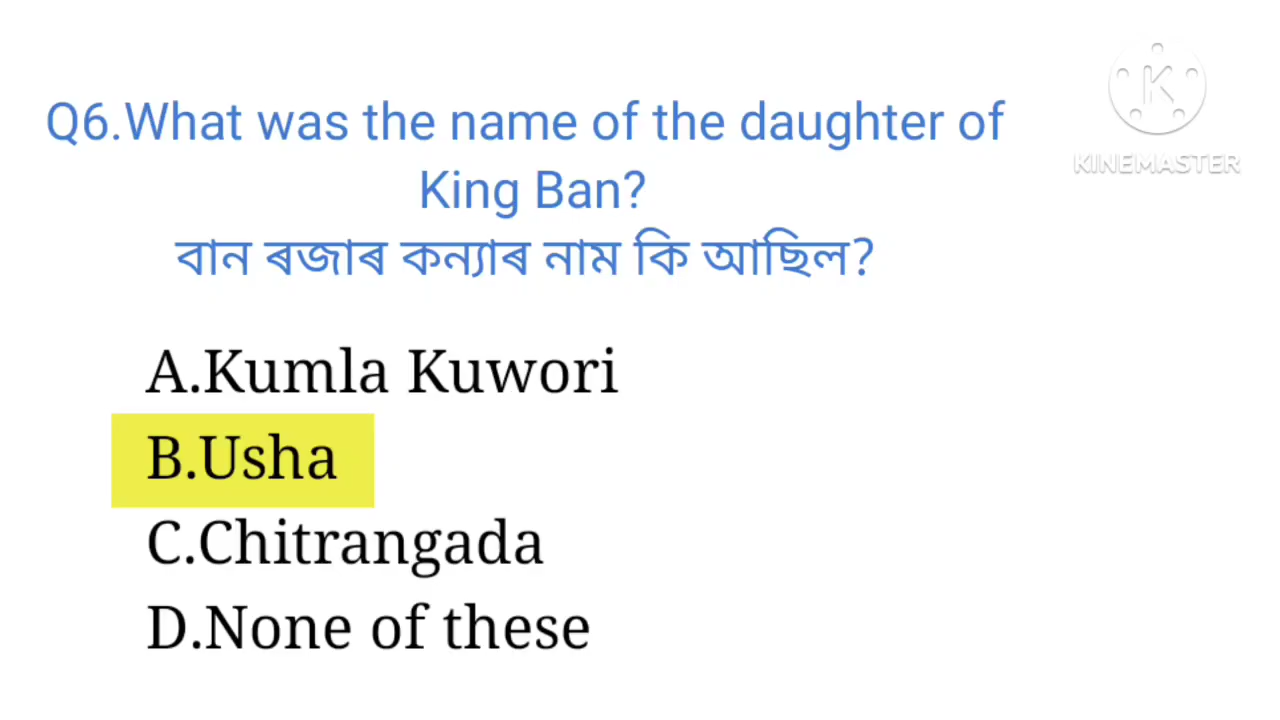 Q6.What was the name of the daughter of
King Ban?
বান ৰজাৰ কন্যাৰ নাম কি আছিল?
A.Kumla Kuwori
B.Usha
C.Chitrangada
D.None of these
K
KINEMASTER